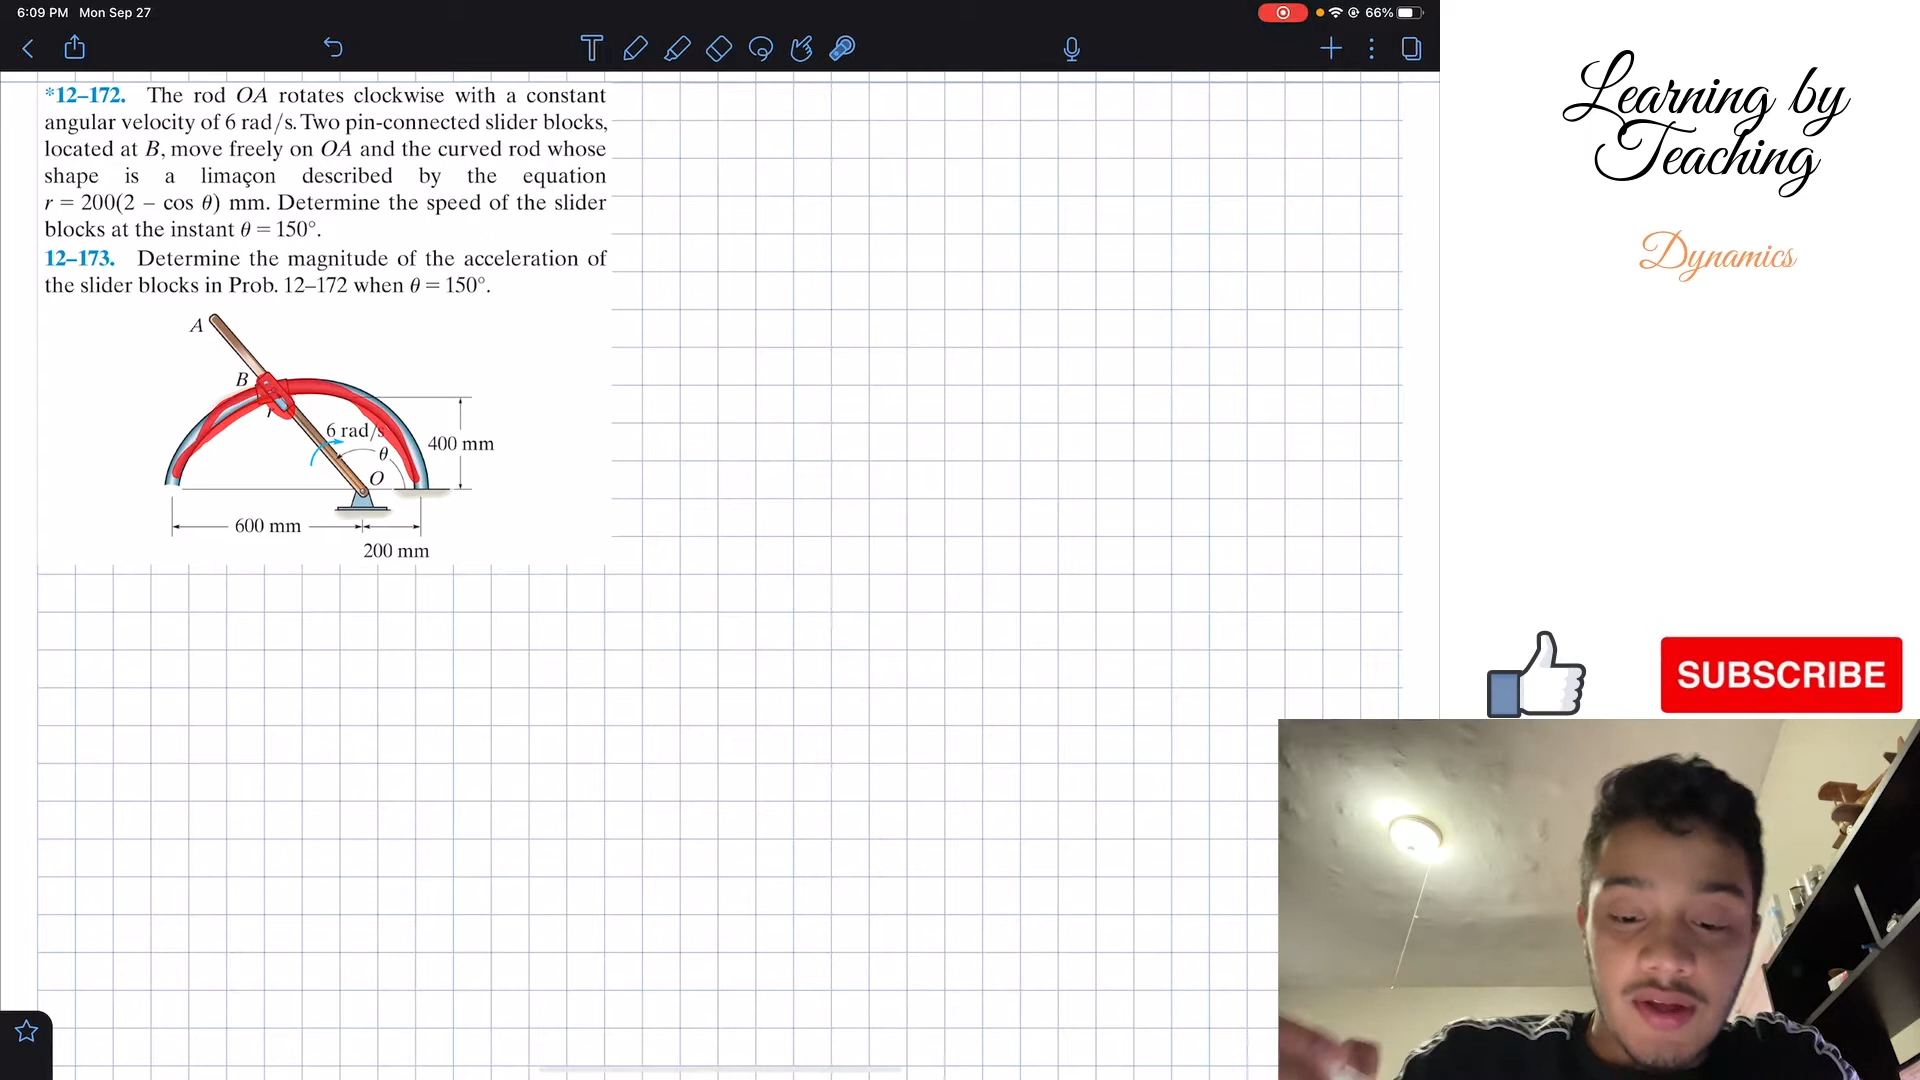 6:09 PM Mon Sep 27
66%
*12–172. The rod OA rotates clockwise with a constant
angular velocity of 6 rad/s. Two pin-connected slider blocks,
located at B, move freely on OA and the curved rod whose
shape is a limaçon described by the equation
r = 200(2 − cos θ) mm. Determine the speed of the slider
blocks at the instant θ = 150°.
12–173. Determine the magnitude of the acceleration of
the slider blocks in Prob. 12–172 when θ = 150°.
A
B
r
6 rad/s
θ
400 mm
O
600 mm
200 mm
Learning by
Teaching
Dynamics
SUBSCRIBE